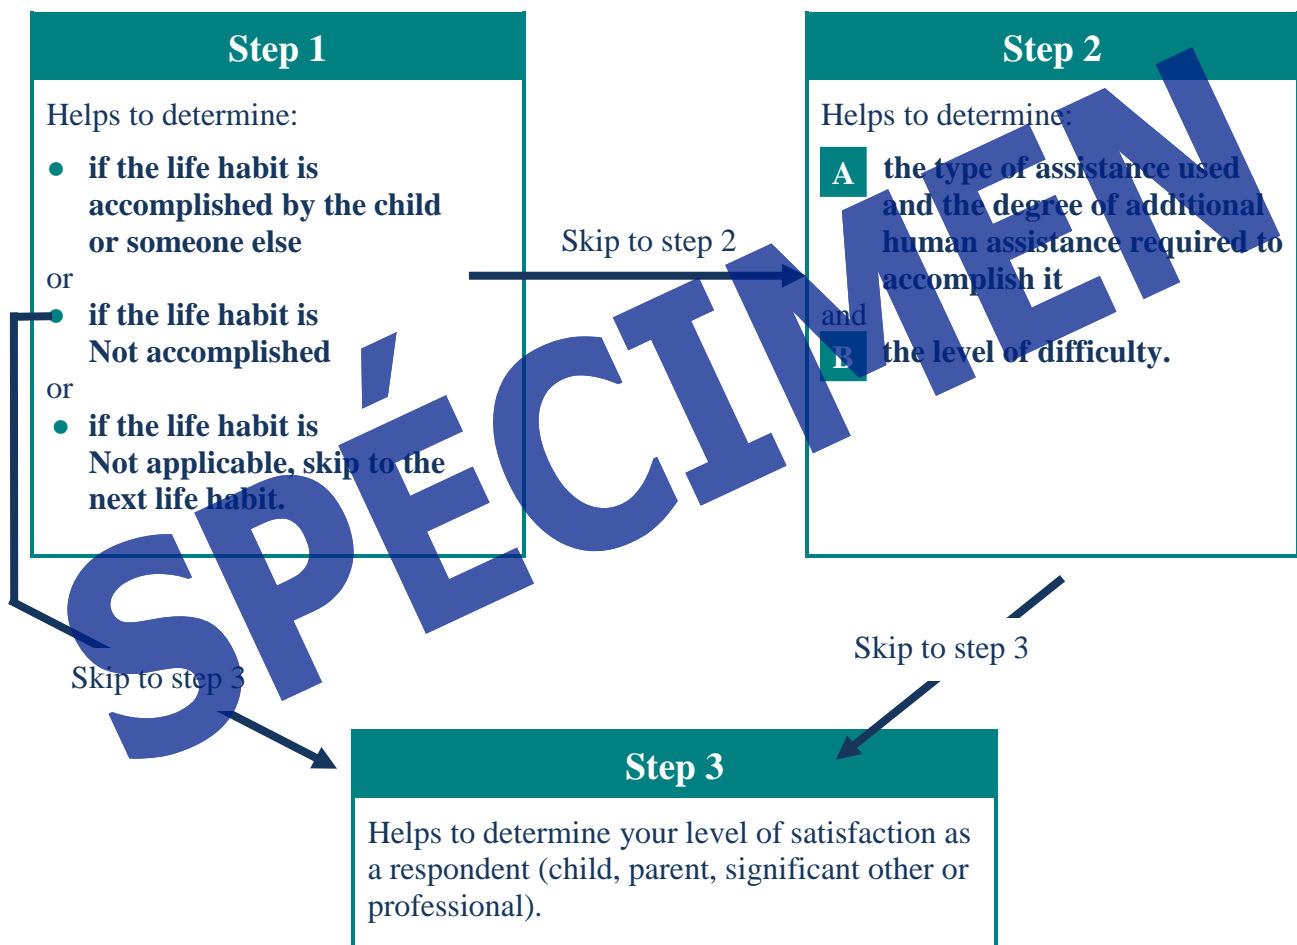 Step 1
Helps to determine:
• if the life habit is
accomplished by the child
or someone else
or
• if the life habit is
Not accomplished
or
• if the life habit is
Not applicable, skip to the
next life habit.
Skip to step 2
Step 2
Helps to determine:
A the type of assistance used
and the degree of additional
human assistance required to
accomplish it
and
B the level of difficulty.
Skip to step 3
Skip to step 3
Step 3
Helps to determine your level of satisfaction as
a respondent (child, parent, significant other or
professional).
SPÉCIMEN